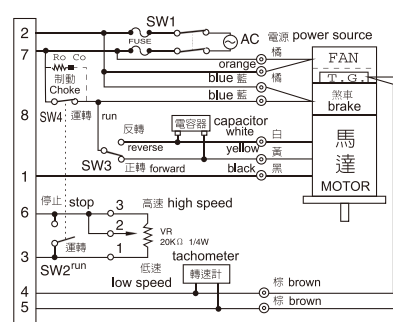 SW1
2
7
FUSE
AC
電源 power source
橘
orange
blue 藍
橘
blue 藍
FAN
T.G.
煞車
brake
Ro Co
制動
Choke
SW4 運轉 run
8
反轉
reverse
電容器
capacitor
white 白
yellow 黃
SW3
正轉 forward
black 黑
馬
達
MOTOR
1
6
停止 stop
3
高速 high speed
2
VR
20KΩ 1/4W
運轉
run
SW2
3
1
低速
low speed
tachometer
轉速計
4
棕 brown
5
棕 brown